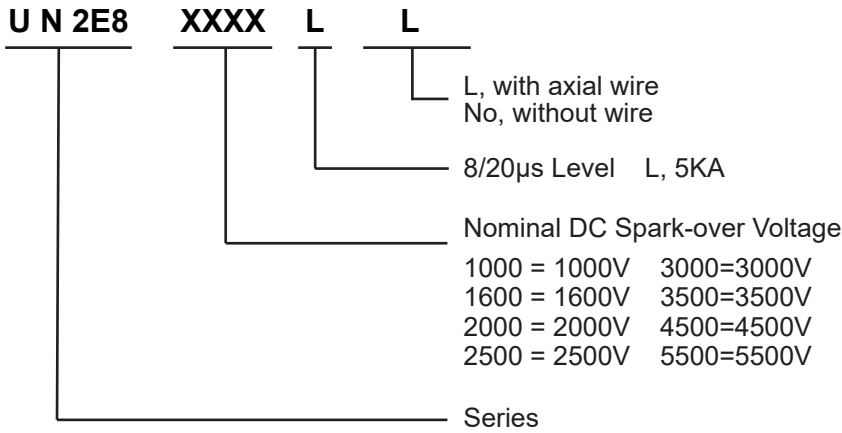 U N 2E8 XXXX L L
L, with axial wire
No, without wire
8/20μs Level L, 5KA
Nominal DC Spark-over Voltage
1000 = 1000V 3000=3000V
1600 = 1600V 3500=3500V
2000 = 2000V 4500=4500V
2500 = 2500V 5500=5500V
Series